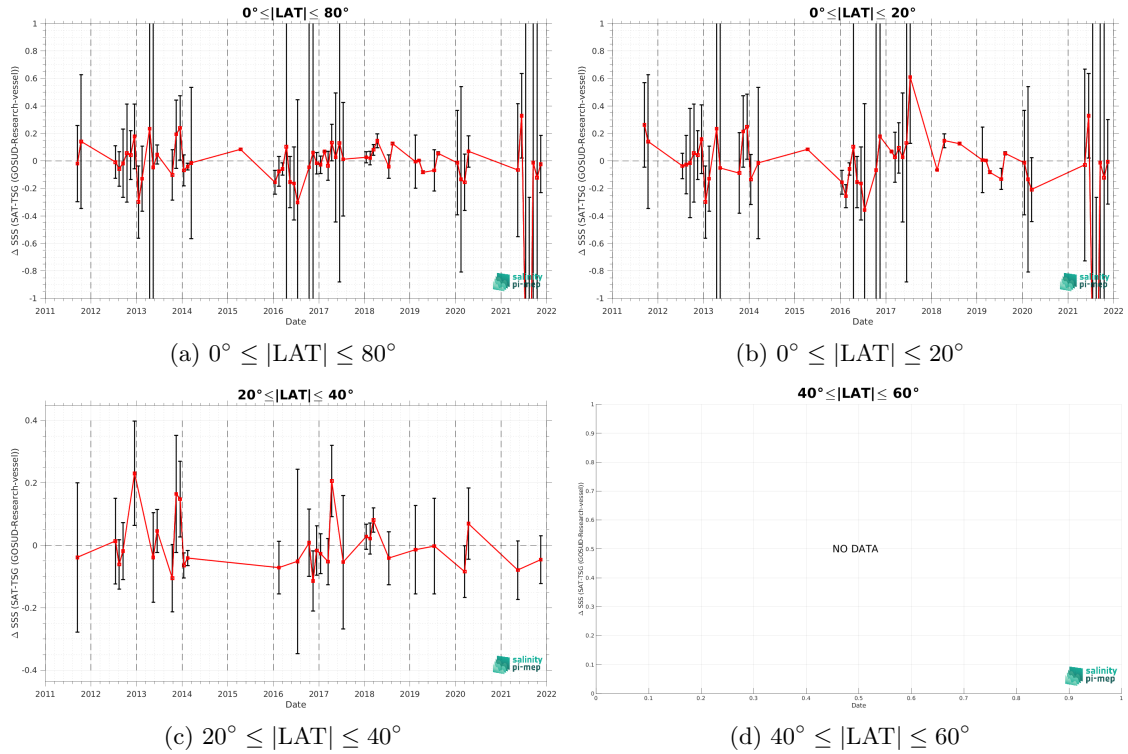 0°≤|LAT|≤ 80°
1
0.8
0.6
0.4
0.2
0
-0.2
-0.4
-0.6
-0.8
-1
Δ SSS (SAT-TSG (GOSUD-Research-vessel))
2011 2012 2013 2014 2015 2016 2017 2018 2019 2020 2021 2022
Date
salinity
pi-mep
(a) 0° ≤ |LAT| ≤ 80°
0°≤|LAT|≤ 20°
1
0.8
0.6
0.4
0.2
0
-0.2
-0.4
-0.6
-0.8
-1
Δ SSS (SAT-TSG (GOSUD-Research-vessel))
2011 2012 2013 2014 2015 2016 2017 2018 2019 2020 2021 2022
Date
salinity
pi-mep
(b) 0° ≤ |LAT| ≤ 20°
20°≤|LAT|≤ 40°
0.4
0.2
0
-0.2
-0.4
Δ SSS (SAT-TSG (GOSUD-Research-vessel))
2011 2012 2013 2014 2015 2016 2017 2018 2019 2020 2021 2022
Date
salinity
pi-mep
(c) 20° ≤ |LAT| ≤ 40°
40°≤|LAT|≤ 60°
1
0.9
0.8
0.7
0.6
0.5
0.4
0.3
0.2
0.1
0
Δ SSS (SAT-TSG (GOSUD-Research-vessel))
NO DATA
0 0.1 0.2 0.3 0.4 0.5 0.6 0.7 0.8 0.9 1
Date
salinity
pi-mep
(d) 40° ≤ |LAT| ≤ 60°